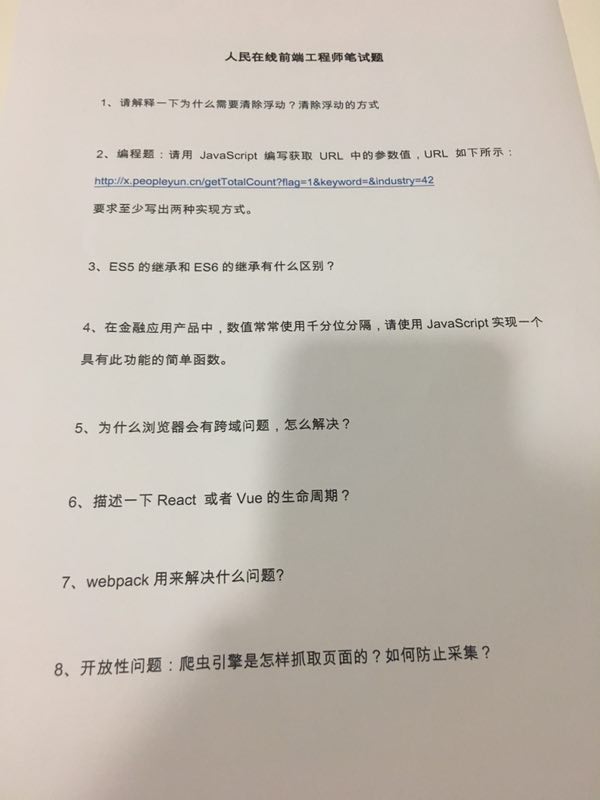 人民在线前端工程师笔试题
1、请解释一下为什么需要清除浮动？清除浮动的方式
2、编程题：请用 JavaScript 编写获取 URL 中的参数值，URL 如下所示：
http://x.peopleyun.cn/getTotalCount?flag=1&keyword=&industry=42
要求至少写出两种实现方式。
3、ES5 的继承和 ES6 的继承有什么区别？
4、在金融应用产品中，数值常常使用千分位分隔，请使用 JavaScript 实现一个
具有此功能的简单函数。
5、为什么浏览器会有跨域问题，怎么解决？
6、描述一下 React 或者 Vue 的生命周期？
7、webpack 用来解决什么问题?
8、开放性问题：爬虫引擎是怎样抓取页面的？如何防止采集？